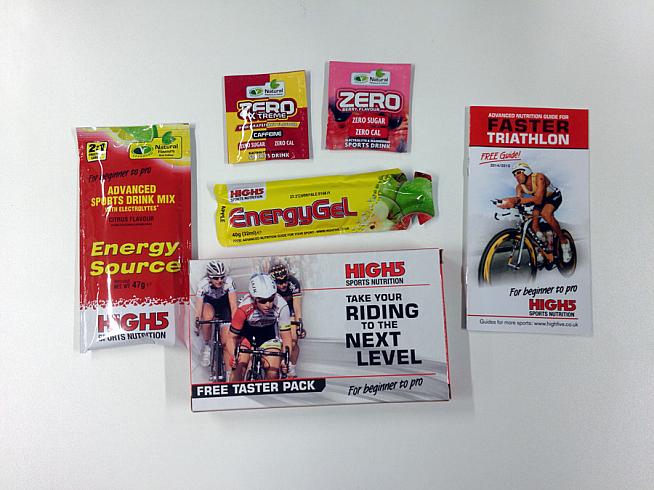 Natural
ZERO
XTREME
CAFFEINE
ZERO SUGAR ZERO CAL
SPORTS DRINK
Natural
ZERO
BERRY FLAVOUR
ZERO SUGAR
ZERO CAL
SPORTS DRINK
2:1
Natural
For beginner to pro
ADVANCED
SPORTS DRINK MIX
WITH ELECTROLYTES
CITRUS FLAVOUR
Energy
Source
NET WT 47g
HIGH5
SPORTS NUTRITION
HIGH5
SPORTS NUTRITION
EnergyGel
ADVANCED NUTRITION GUIDE FOR
FASTER
TRIATHLON
FREE Guide!
For beginner to pro
HIGH5
SPORTS NUTRITION
Guides for more sports: www.highfive.co.uk
HIGH5
SPORTS NUTRITION
TAKE YOUR
RIDING
TO THE
NEXT
LEVEL
FREE TASTER PACK
For beginner to pro